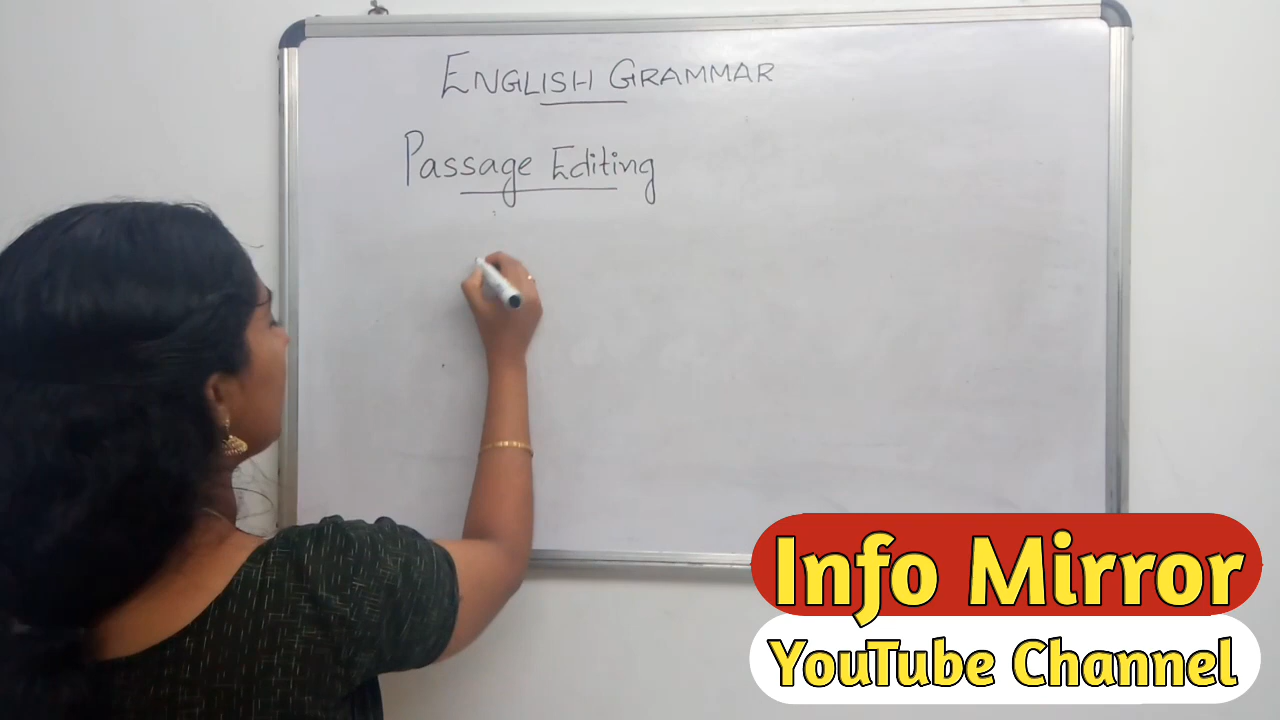 ENGLISH GRAMMAR
Passage Editing
Info Mirror
YouTube Channel